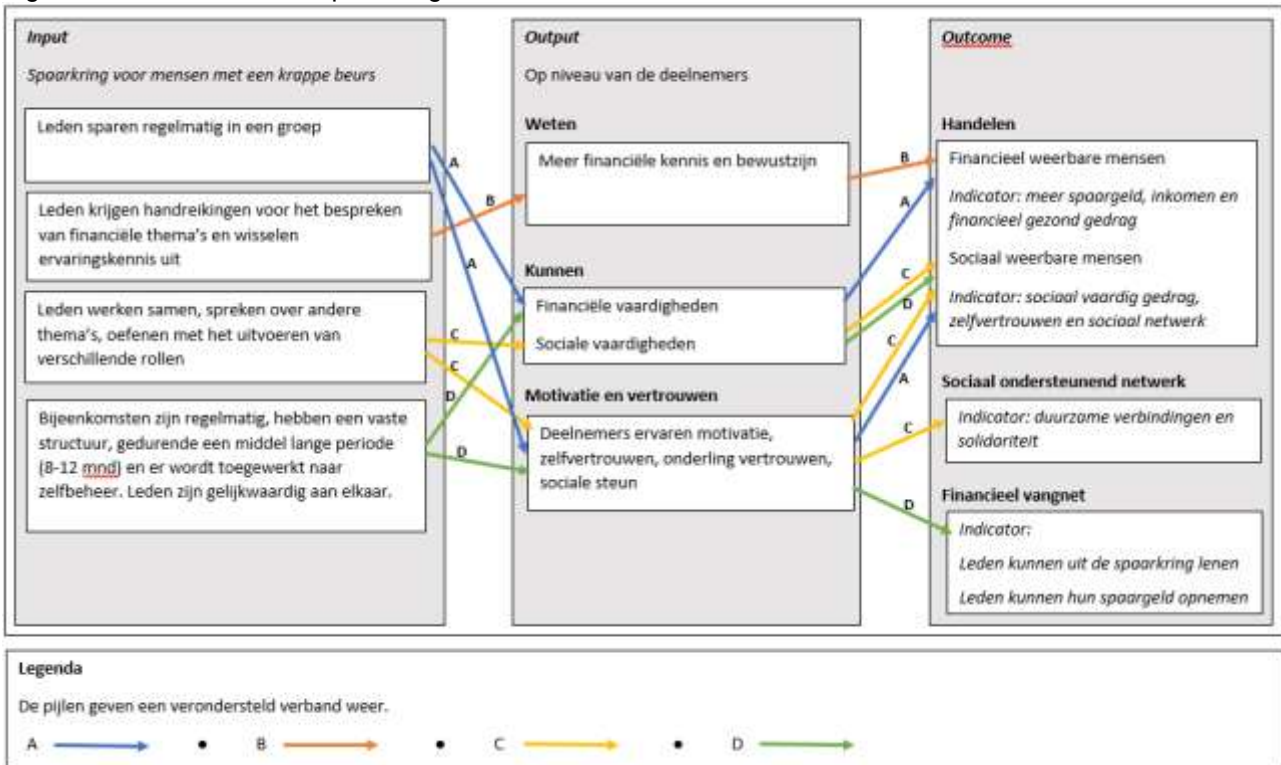 Input
Spaarkring voor mensen met een krappe beurs
Leden sparen regelmatig in een groep
Leden krijgen handreikingen voor het bespreken
van financiële thema's en wisselen
ervaringskennis uit
Leden werken samen, spreken over andere
thema's, oefenen met het uitvoeren van
verschillende rollen
Bijeenkomsten zijn regelmatig, hebben een vaste
structuur, gedurende een middel lange periode
(8-12 mnd) en er wordt toegewerkt naar
zelfbeheer. Leden zijn gelijkwaardig aan elkaar.
A
B
A
C
C
D
D
Output
Op niveau van de deelnemers
Weten
Meer financiële kennis en bewustzijn
Kunnen
Financiële vaardigheden
Sociale vaardigheden
Motivatie en vertrouwen
Deelnemers ervaren motivatie,
zelfvertrouwen, onderling vertrouwen,
sociale steun
B
A
C
D
C
A
C
D
Outcome
Handelen
Financieel weerbare mensen
Indicator: meer spaargeld, inkomen en
financieel gezond gedrag
Sociaal weerbare mensen
Indicator: sociaal vaardig gedrag,
zelfvertrouwen en sociaal netwerk
Sociaal ondersteunend netwerk
Indicator: duurzame verbindingen en
solidariteit
Financieel vangnet
Indicator:
Leden kunnen uit de spaarkring lenen
Leden kunnen hun spaargeld opnemen
Legenda
De pijlen geven een verondersteld verband weer.
A • B • C • D